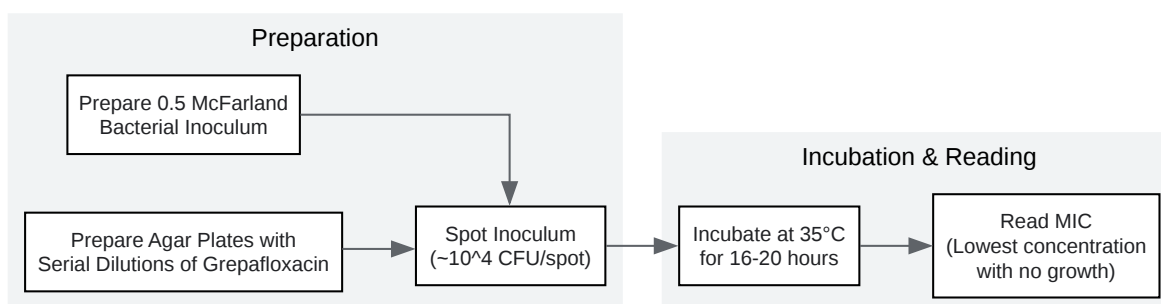 Preparation
Prepare 0.5 McFarland
Bacterial Inoculum
Prepare Agar Plates with
Serial Dilutions of Grepafloxacin
Spot Inoculum
(~10^4 CFU/spot)
Incubation & Reading
Incubate at 35°C
for 16-20 hours
Read MIC
(Lowest concentration
with no growth)